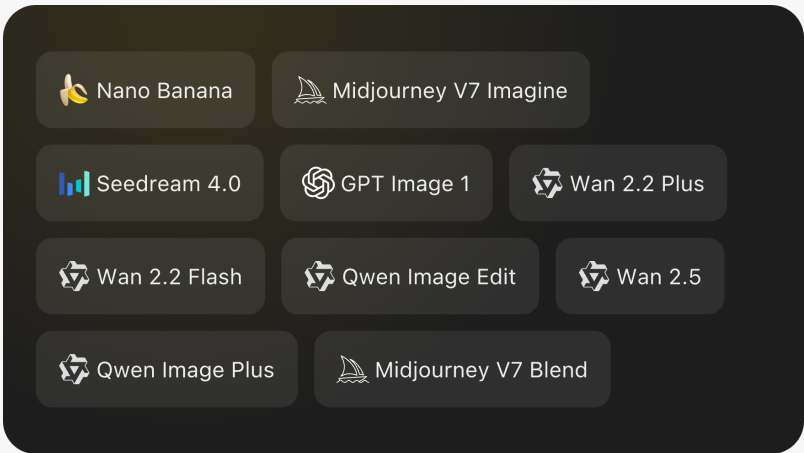 Nano Banana Midjourney V7 Imagine
Seedream 4.0 GPT Image 1 Wan 2.2 Plus
Wan 2.2 Flash Qwen Image Edit Wan 2.5
Qwen Image Plus Midjourney V7 Blend